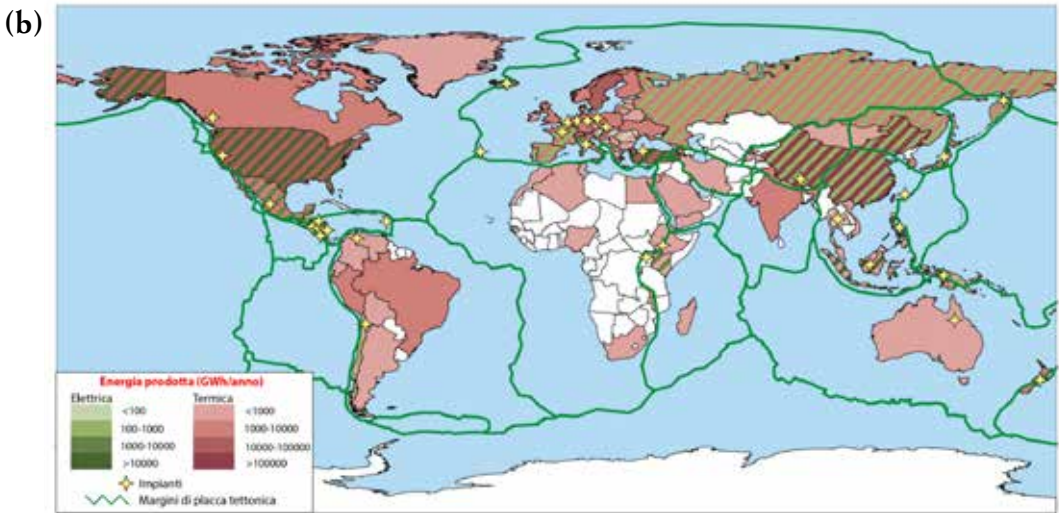 (b)
Energia prodotta (GWh/anno)
Elettrica Termica
<100 <1000
100-1000 1000-10000
1000-10000 10000-100000
>10000 >100000
Impianti
Margini di placca tettonica